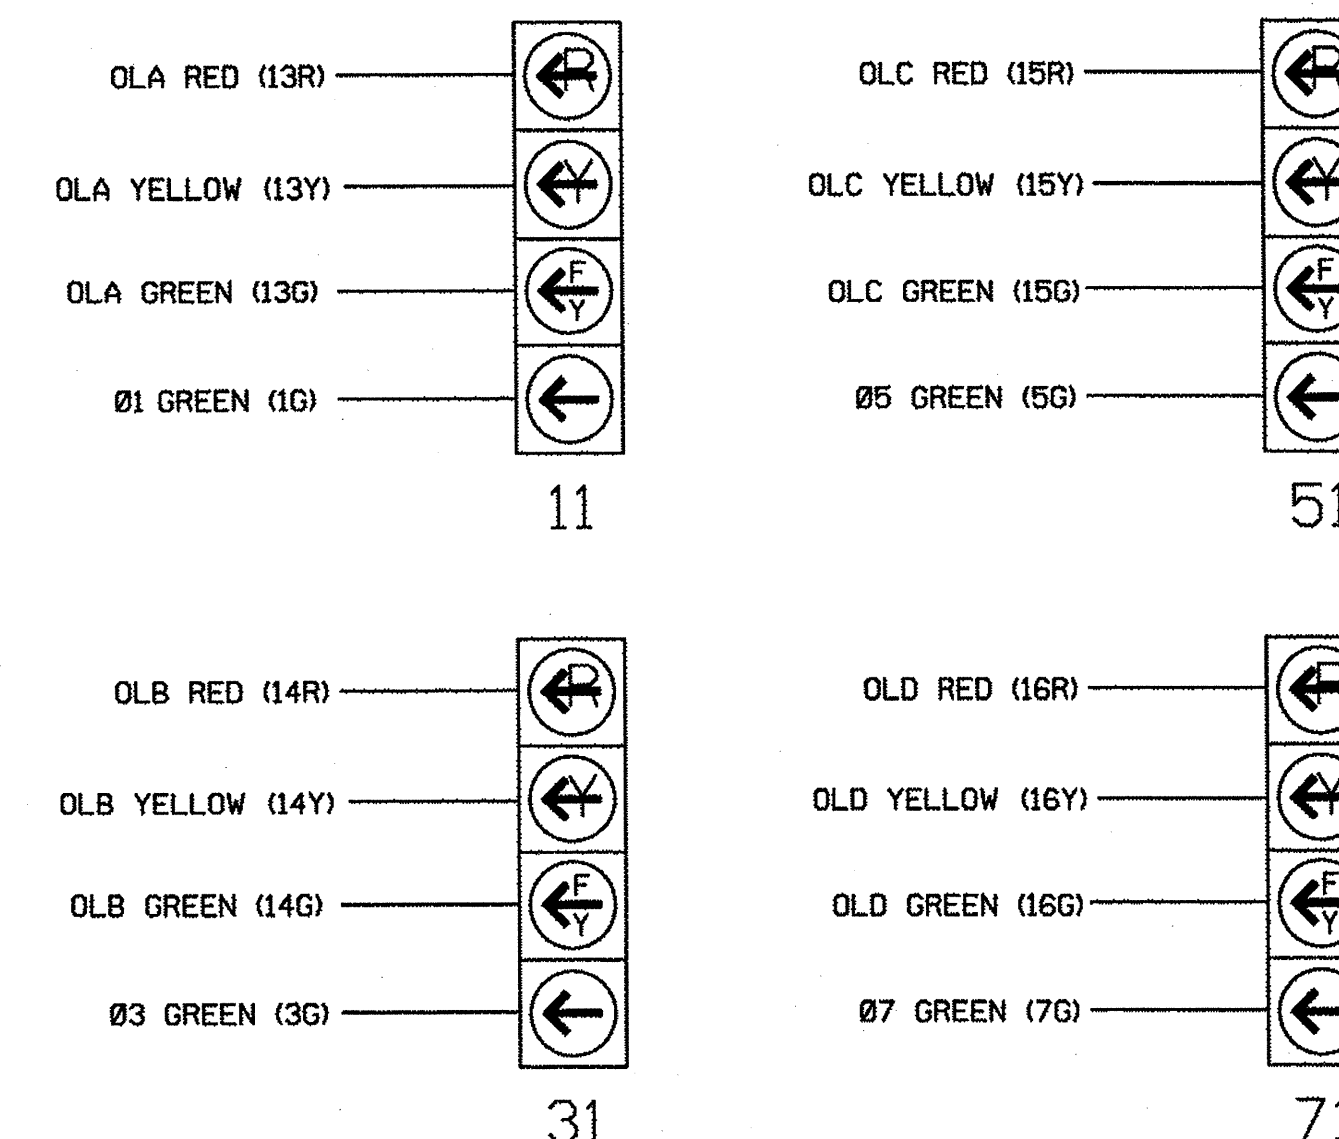 OLA RED (13R)
R
OLA YELLOW (13Y)
Y
OLA GREEN (13G)
F
Y
Ø1 GREEN (1G)
11
OLC RED (15R)
R
OLC YELLOW (15Y)
Y
OLC GREEN (15G)
F
Y
Ø5 GREEN (5G)
51
OLB RED (14R)
R
OLB YELLOW (14Y)
Y
OLB GREEN (14G)
F
Y
Ø3 GREEN (3G)
31
OLD RED (16R)
R
OLD YELLOW (16Y)
Y
OLD GREEN (16G)
F
Y
Ø7 GREEN (7G)
71